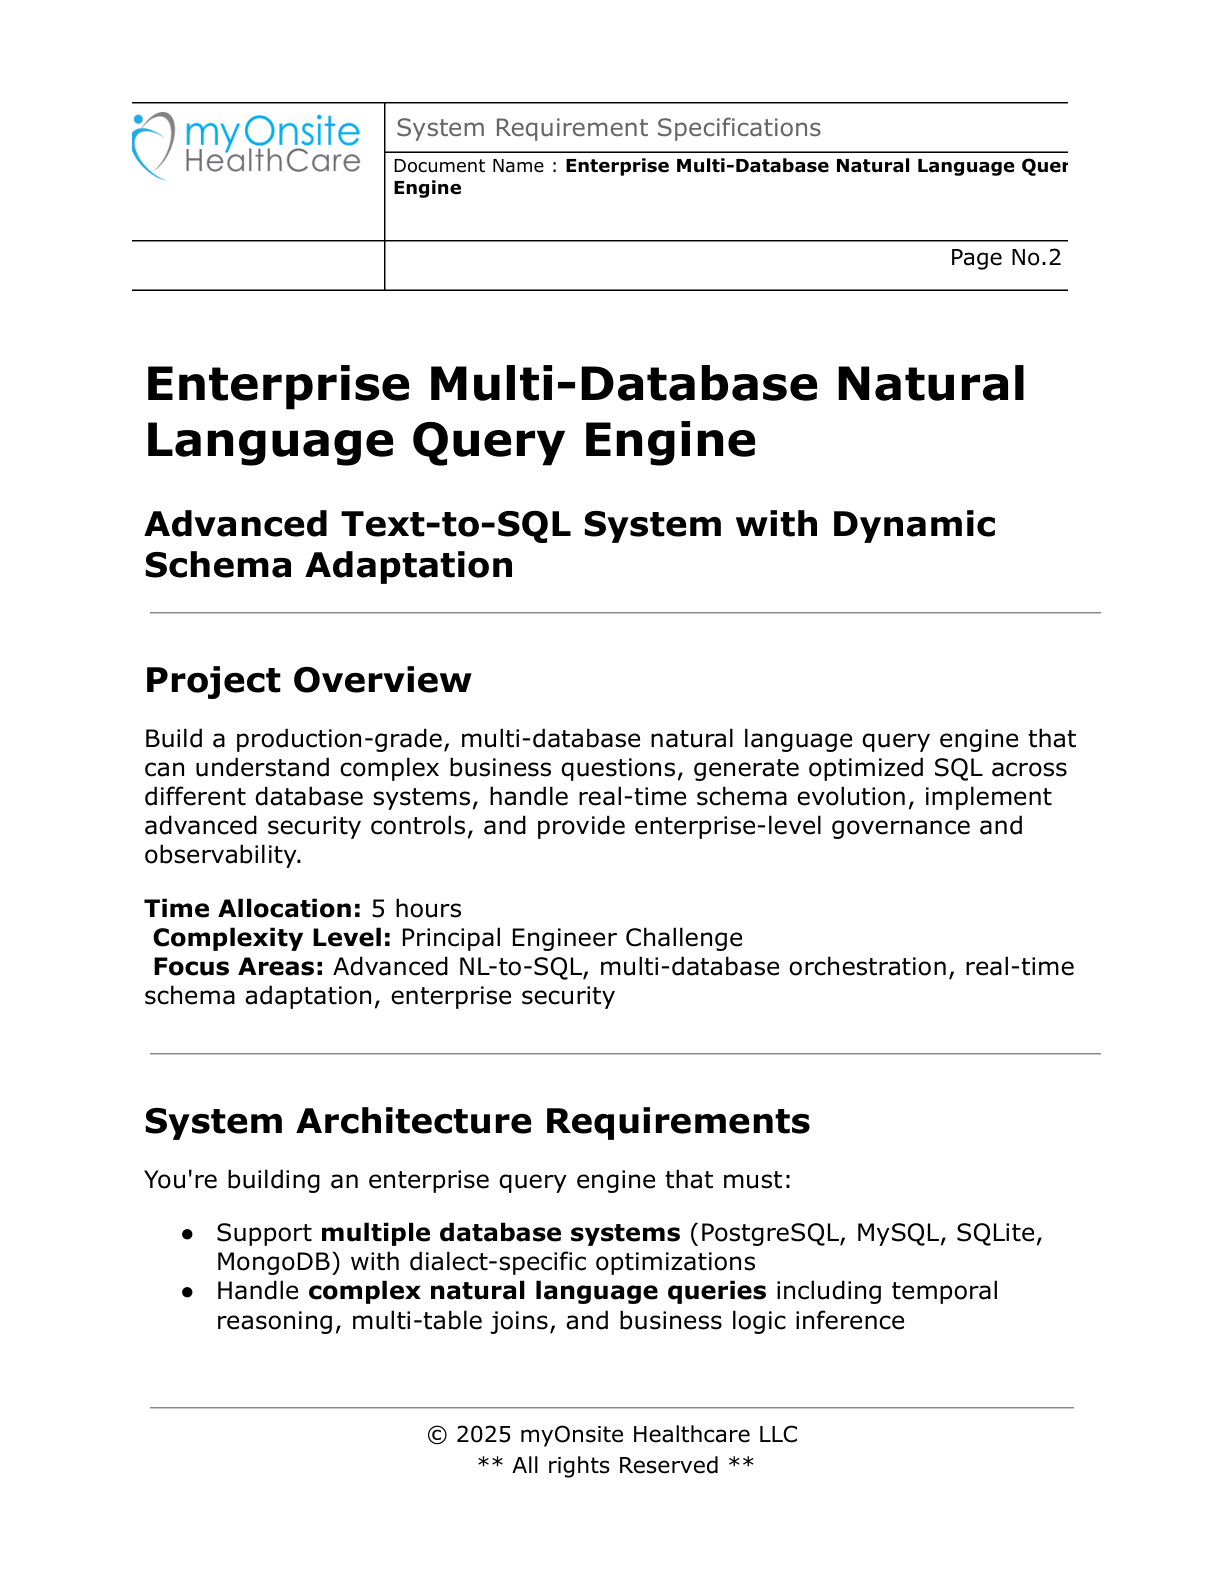 myOnsite
HealthCare
System Requirement Specifications
Document Name : Enterprise Multi-Database Natural Language Quer
Engine
Page No.2
Enterprise Multi-Database Natural
Language Query Engine
Advanced Text-to-SQL System with Dynamic
Schema Adaptation
Project Overview
Build a production-grade, multi-database natural language query engine that
can understand complex business questions, generate optimized SQL across
different database systems, handle real-time schema evolution, implement
advanced security controls, and provide enterprise-level governance and
observability.
Time Allocation: 5 hours
Complexity Level: Principal Engineer Challenge
Focus Areas: Advanced NL-to-SQL, multi-database orchestration, real-time
schema adaptation, enterprise security
System Architecture Requirements
You're building an enterprise query engine that must:
● Support multiple database systems (PostgreSQL, MySQL, SQLite,
MongoDB) with dialect-specific optimizations
● Handle complex natural language queries including temporal
reasoning, multi-table joins, and business logic inference
© 2025 myOnsite Healthcare LLC
** All rights Reserved **